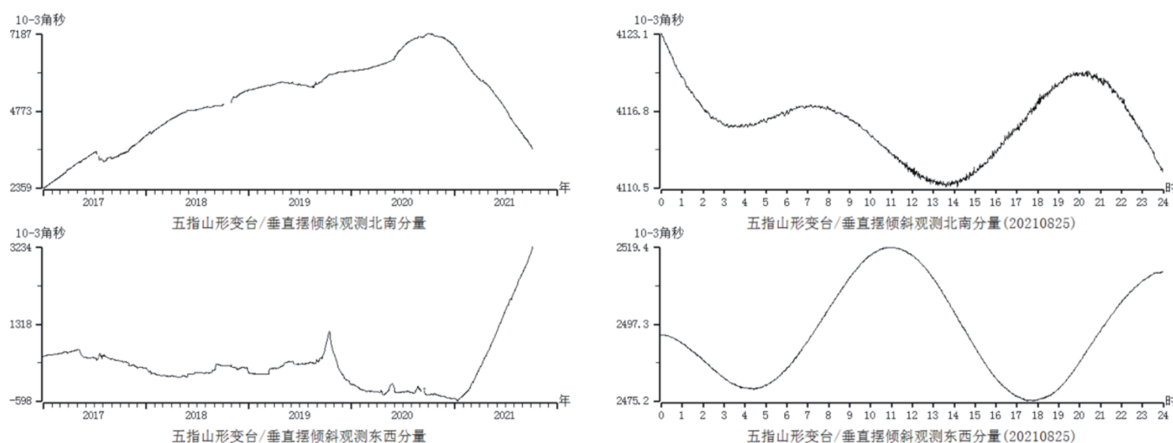 10-3角秒
7187
4773
2359
2017 2018 2019 2020 2021 年
五指山形变台/垂直摆倾斜观测北南分量
10-3角秒
4123.1
4116.8
4110.5
0 1 2 3 4 5 6 7 8 9 10 11 12 13 14 15 16 17 18 19 20 21 22 23 24 时
五指山形变台/垂直摆倾斜观测北南分量(20210825)
10-3角秒
3234
1318
-598
2017 2018 2019 2020 2021 年
五指山形变台/垂直摆倾斜观测东西分量
10-3角秒
2519.4
2497.3
2475.2
0 1 2 3 4 5 6 7 8 9 10 11 12 13 14 15 16 17 18 19 20 21 22 23 24 时
五指山形变台/垂直摆倾斜观测东西分量(20210825)